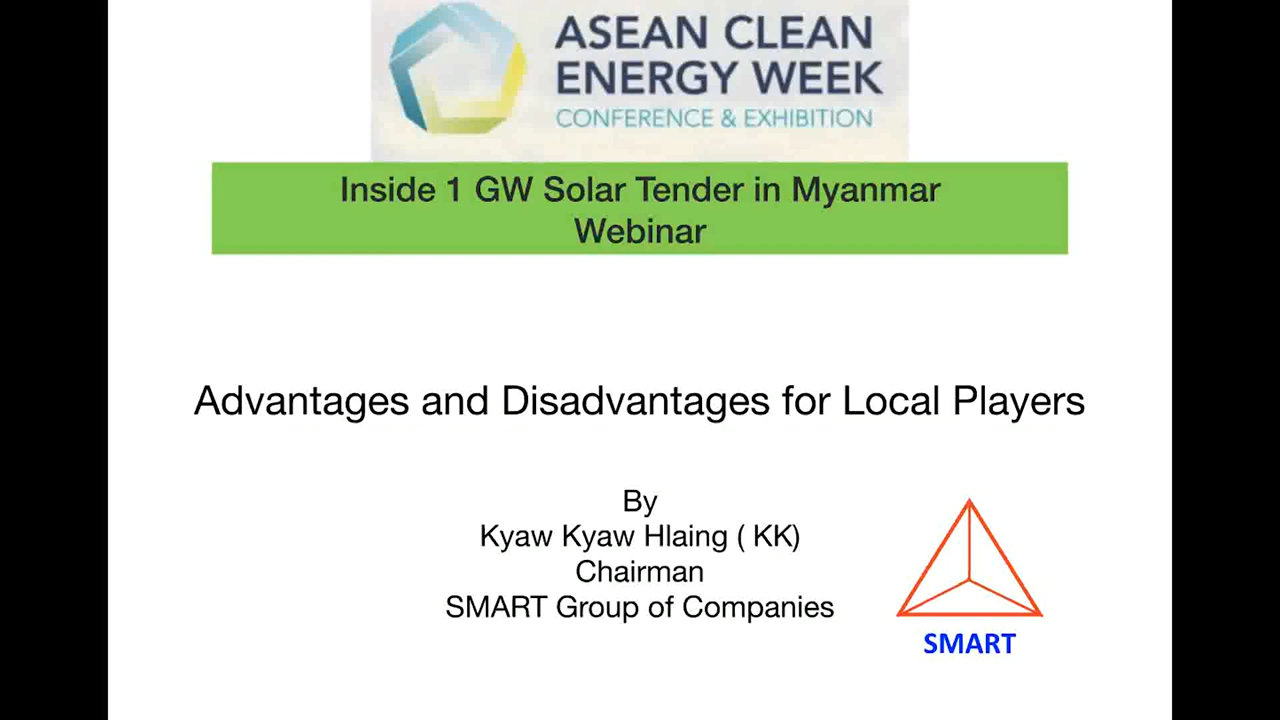 ASEAN CLEAN
ENERGY WEEK
CONFERENCE & EXHIBITION
Inside 1 GW Solar Tender in Myanmar
Webinar
Advantages and Disadvantages for Local Players
By
Kyaw Kyaw Hlaing ( KK)
Chairman
SMART Group of Companies
SMART